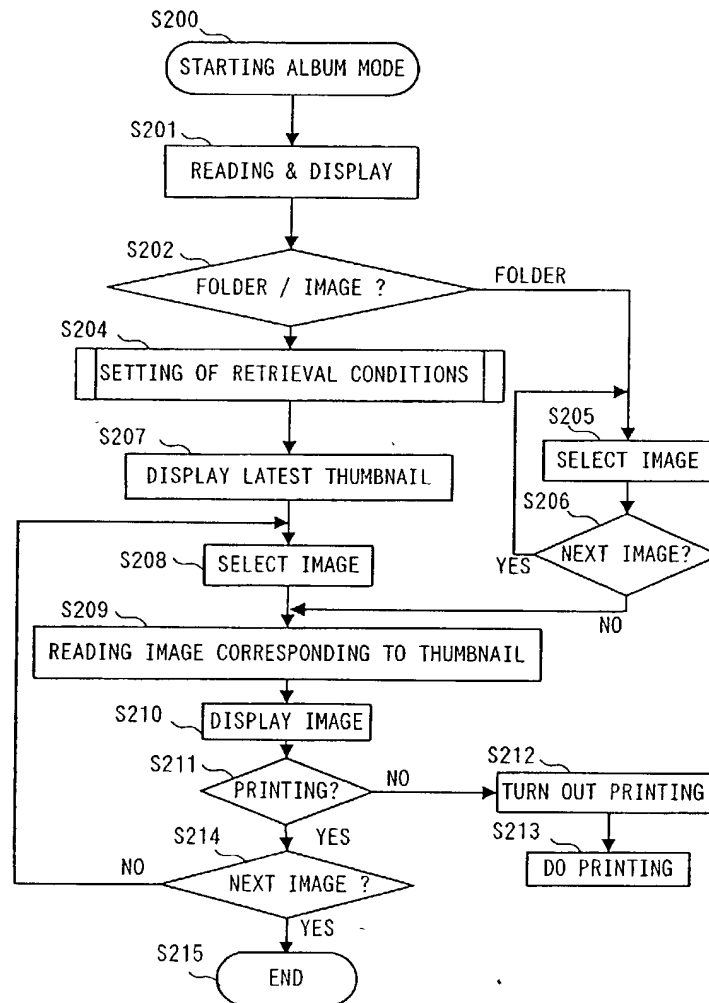 S200
STARTING ALBUM MODE
S201
READING & DISPLAY
S202
FOLDER / IMAGE ?
FOLDER
S204
SETTING OF RETRIEVAL CONDITIONS
S205
SELECT IMAGE
S207
DISPLAY LATEST THUMBNAIL
S206
NEXT IMAGE?
YES
NO
S208
SELECT IMAGE
S209
READING IMAGE CORRESPONDING TO THUMBNAIL
S210
DISPLAY IMAGE
S211
PRINTING?
NO
S212
TURN OUT PRINTING
S213
DO PRINTING
YES
S214
NEXT IMAGE ?
NO
YES
S215
END